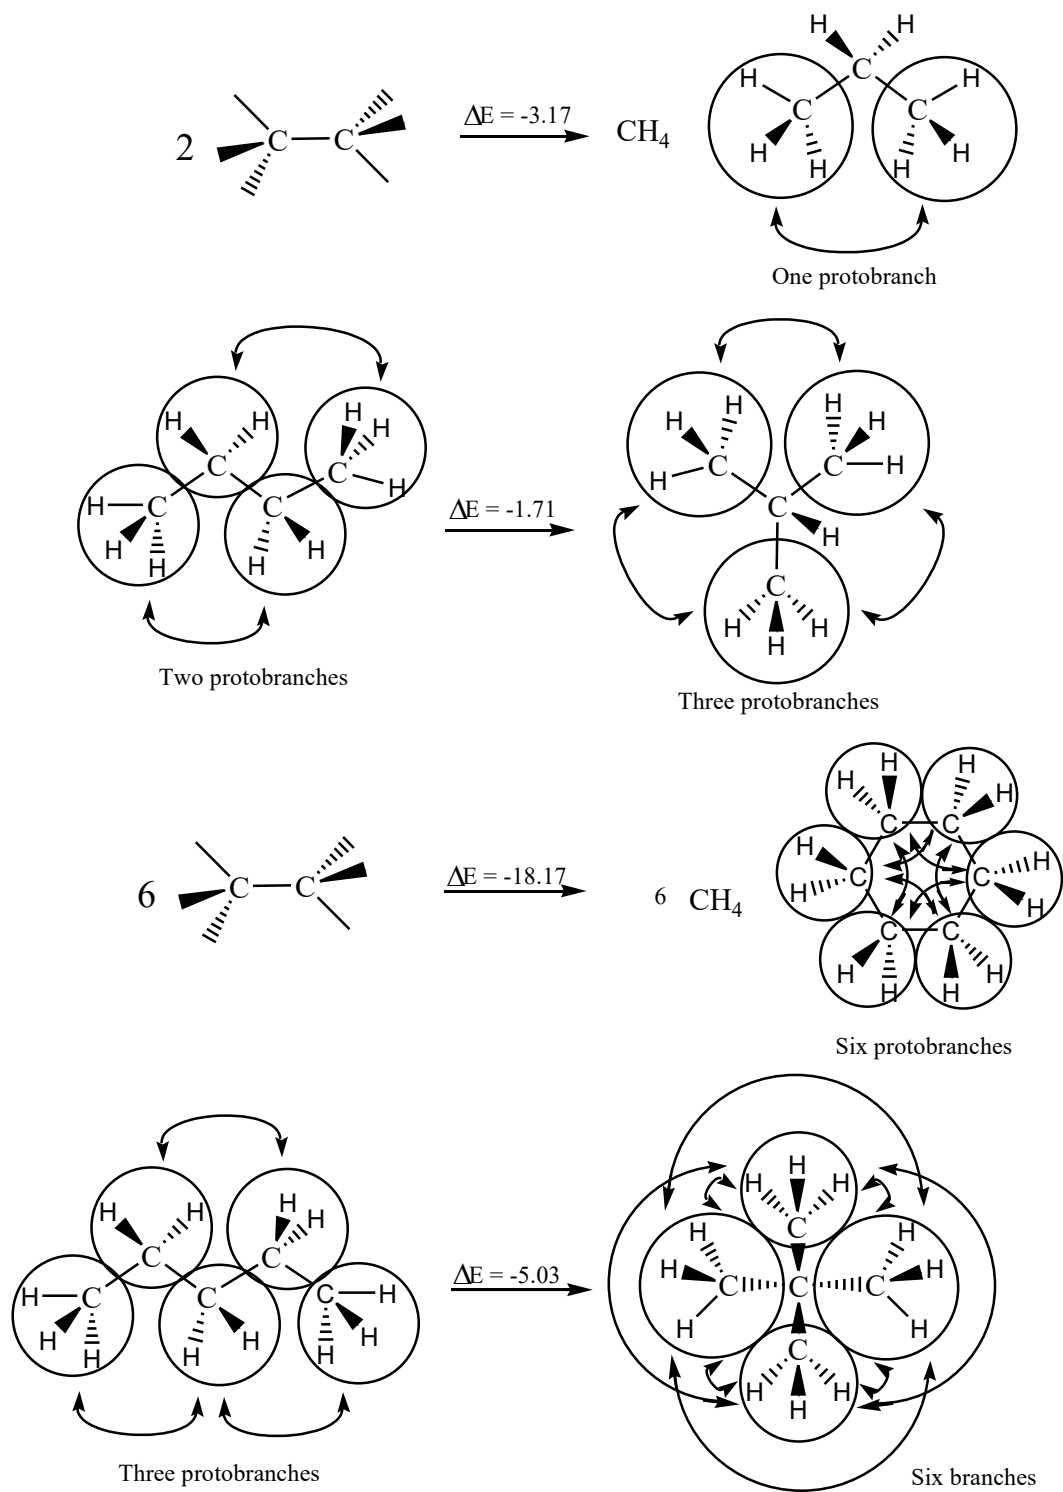 2 C C ΔE = -3.17 CH4
H H
C
H C C H
H H H H
One protobranch
H H H H
H C C C C H
H H H H
ΔE = -1.71
H H H H
H C C H
C H
C
H H H
Two protobranches
Three protobranches
6 C C ΔE = -18.17 6 CH4
H H H H
C C
H H C C H H
C C
H H H H
Six protobranches
H H H H
C C
H C C C H
H H H H H H
ΔE = -5.03
H H H
C
H H C C C H H
H H
C
H H H
Three protobranches
Six branches